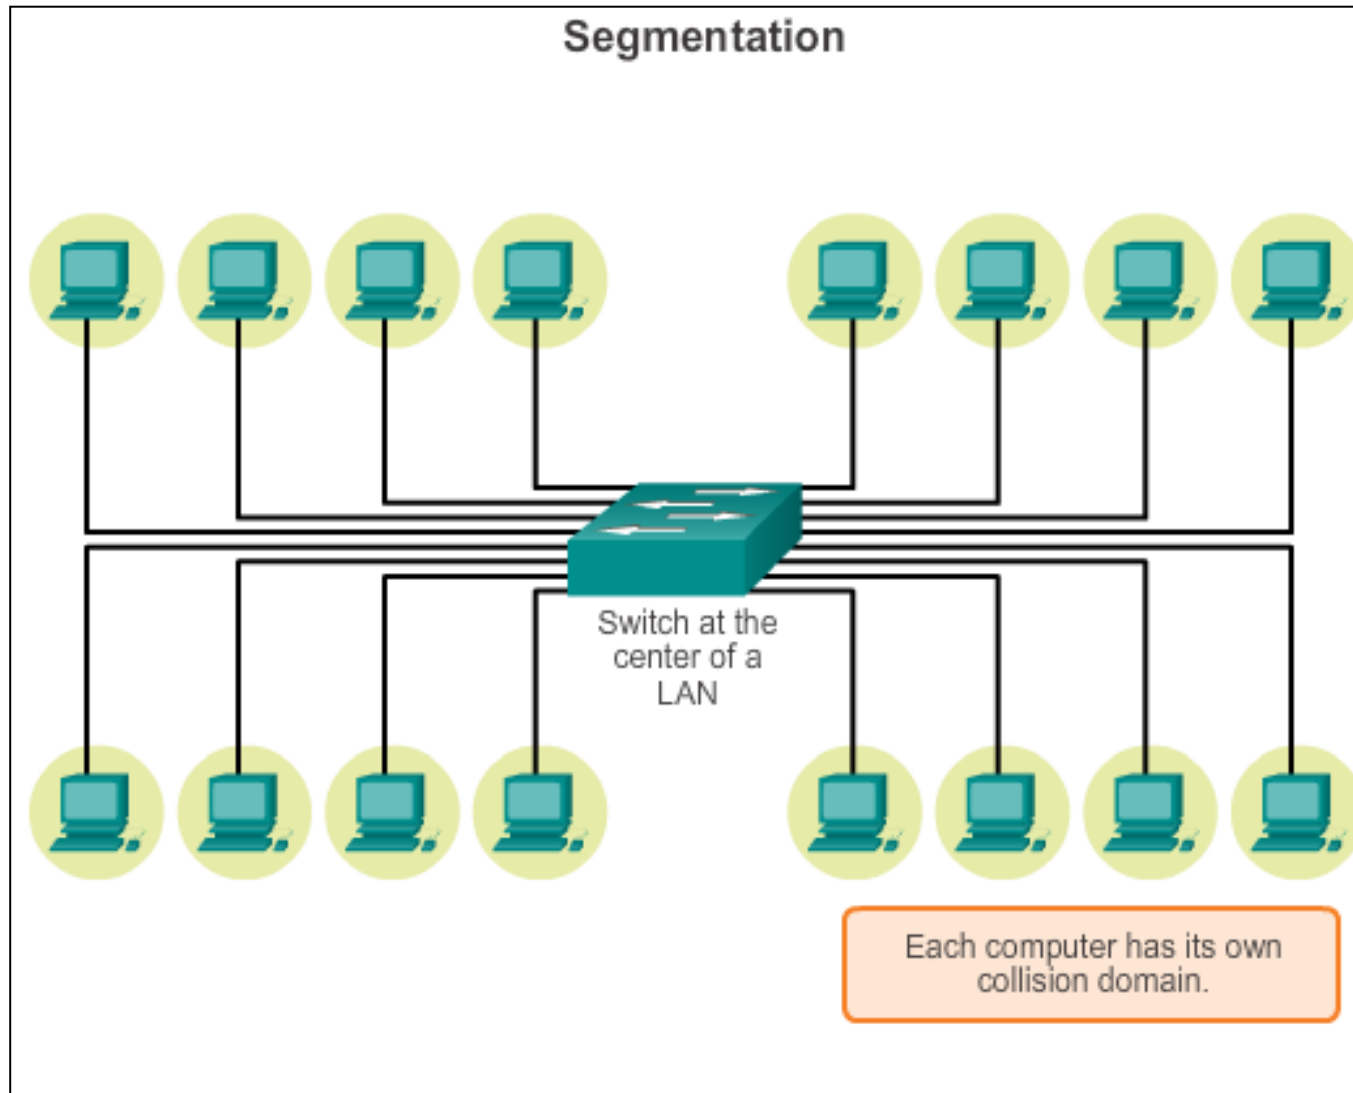 Segmentation
Switch at the
center of a
LAN
Each computer has its own
collision domain.